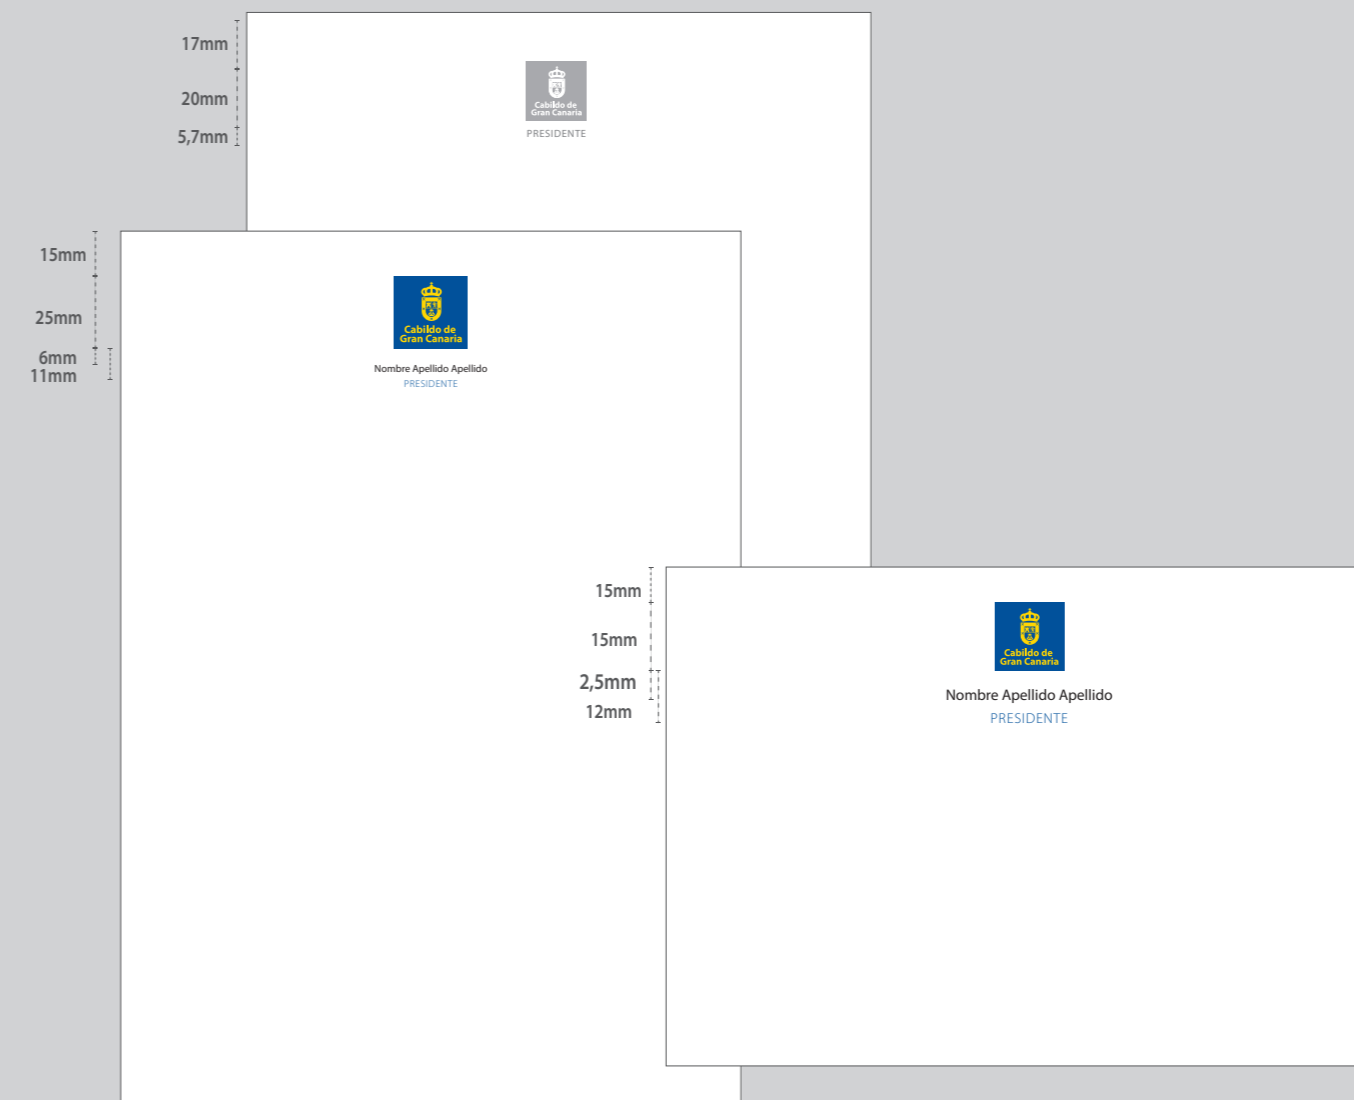 17mm
20mm
5,7mm
Cabildo de
Gran Canaria
PRESIDENTE
15mm
25mm
6mm
11mm
Cabildo de
Gran Canaria
Nombre Apellido Apellido
PRESIDENTE
15mm
15mm
2,5mm
12mm
Cabildo de
Gran Canaria
Nombre Apellido Apellido
PRESIDENTE